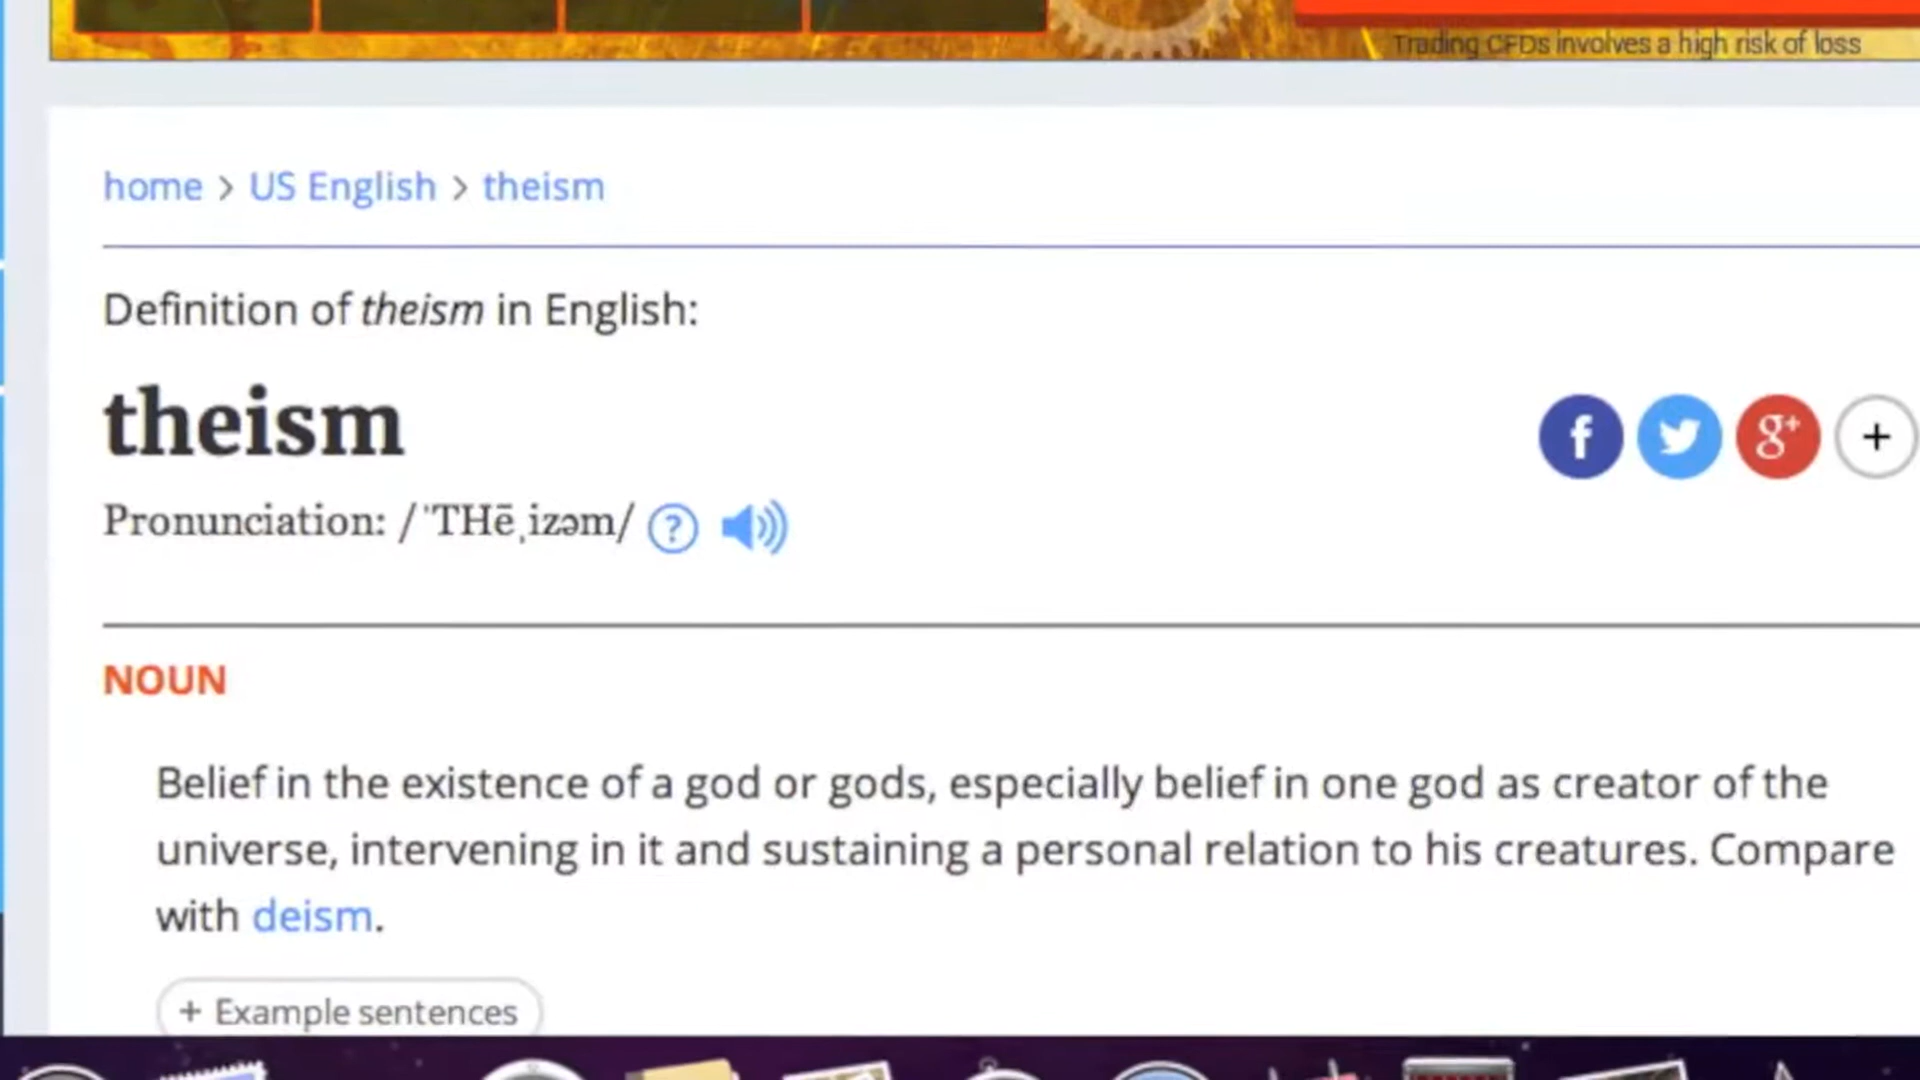 Trading CFDs involves a high risk of loss
home > US English > theism
Definition of theism in English:
theism
f
g+
+
Pronunciation: /ˈTHēˌizəm/ ?
NOUN
Belief in the existence of a god or gods, especially belief in one god as creator of the
universe, intervening in it and sustaining a personal relation to his creatures. Compare
with deism.
+ Example sentences